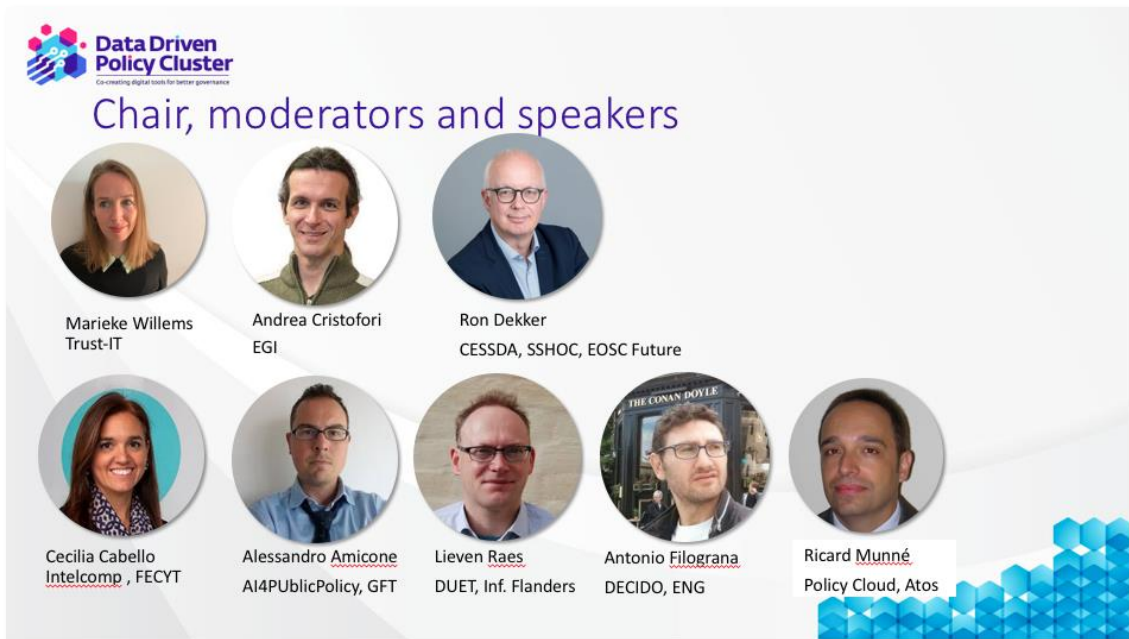 Data Driven
Policy Cluster
Co-creating digital tools for better governance
Chair, moderators and speakers
Marieke Willems
Trust-IT
Andrea Cristofori
EGI
Ron Dekker
CESSDA, SSHOC, EOSC Future
THE CONAN DOYLE
Cecilia Cabello
Intelcomp , FECYT
Alessandro Amicone
AI4PUblicPolicy, GFT
Lieven Raes
DUET, Inf. Flanders
Antonio Filograna
DECIDO, ENG
Ricard Munné
Policy Cloud, Atos